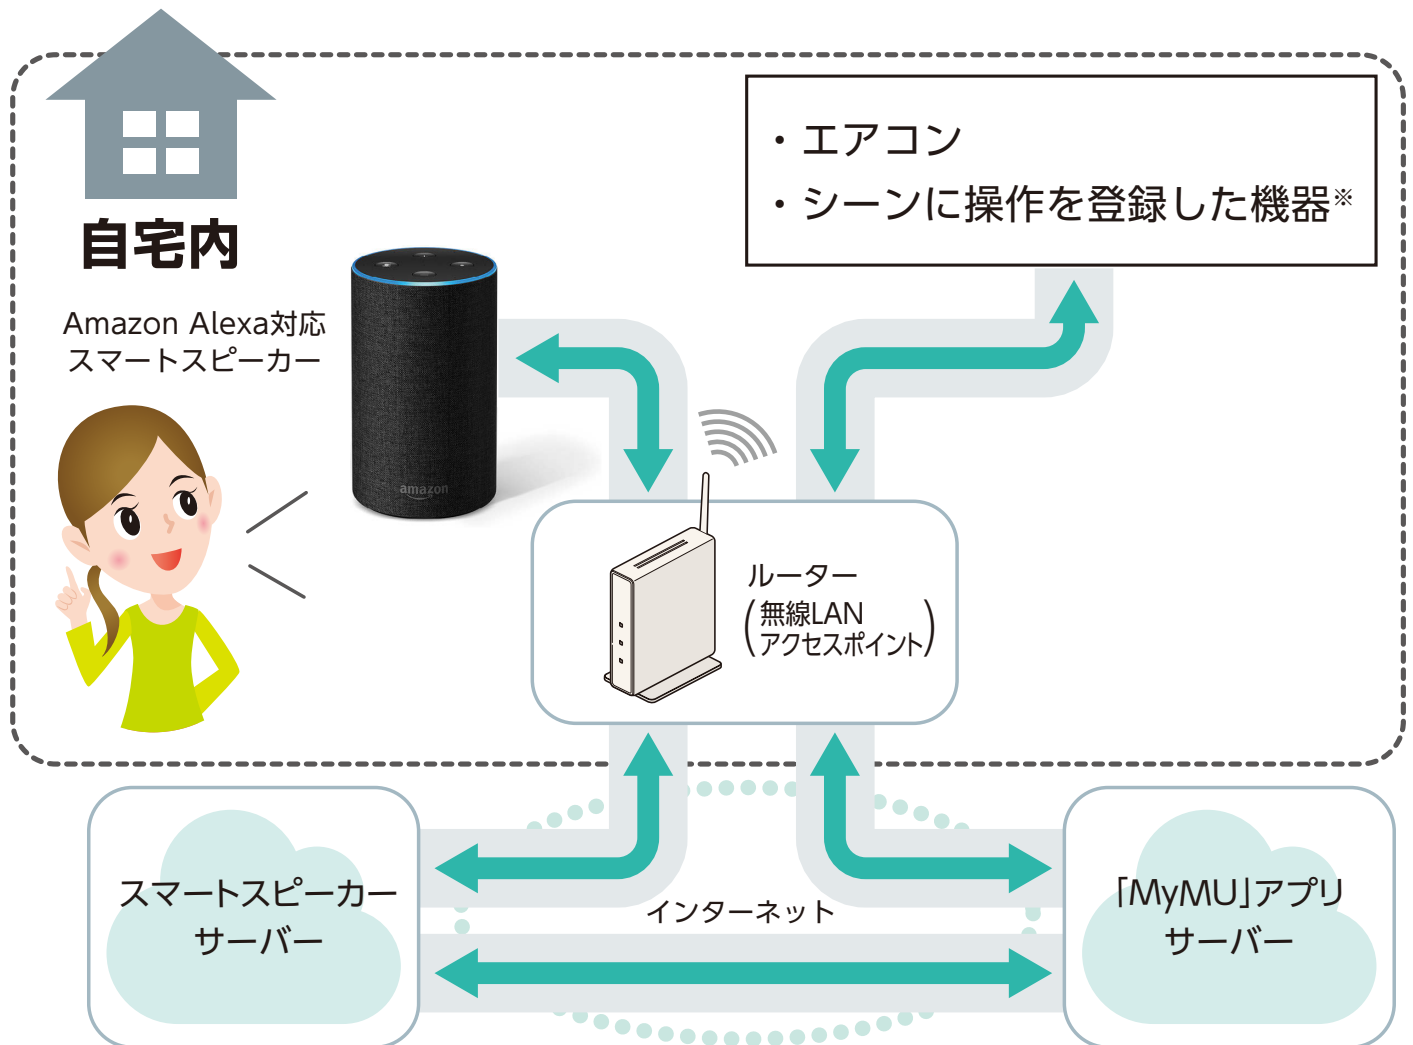 ・エアコン
・シーンに操作を登録した機器※
自宅内
Amazon Alexa対応
スマートスピーカー
amazon
ルーター
(無線LAN
アクセスポイント)
スマートスピーカー
サーバー
インターネット
「MyMU」アプリ
サーバー